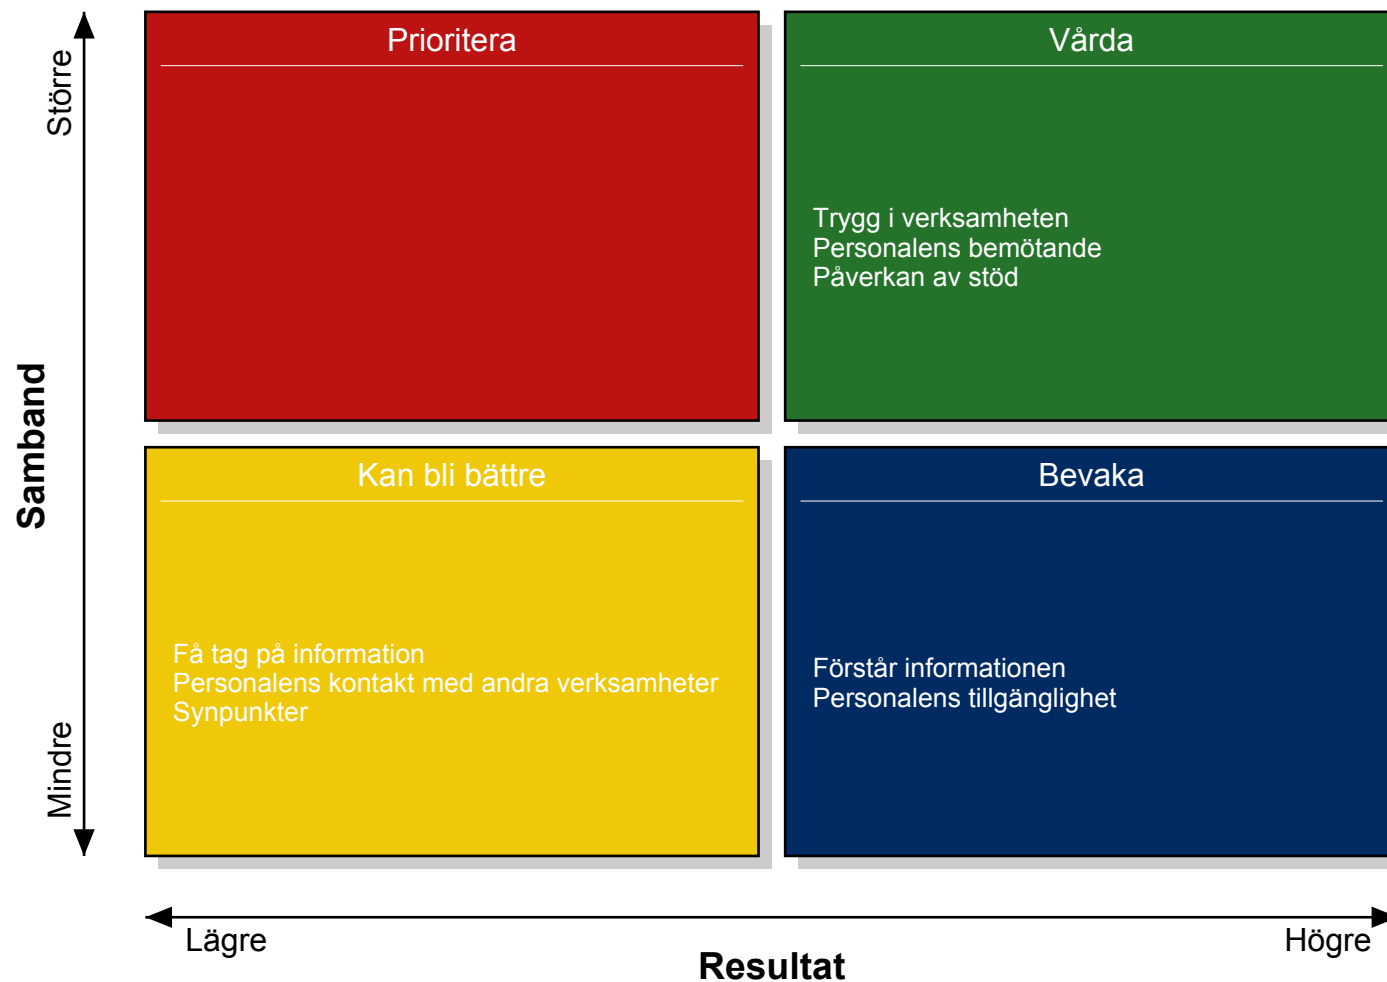 Större
Samband
Mindre
Prioritera
Vårda
Trygg i verksamheten
Personalens bemötande
Påverkan av stöd
Kan bli bättre
Få tag på information
Personalens kontakt med andra verksamheter
Synpunkter
Bevaka
Förstår informationen
Personalens tillgänglighet
Lägre
Högre
Resultat